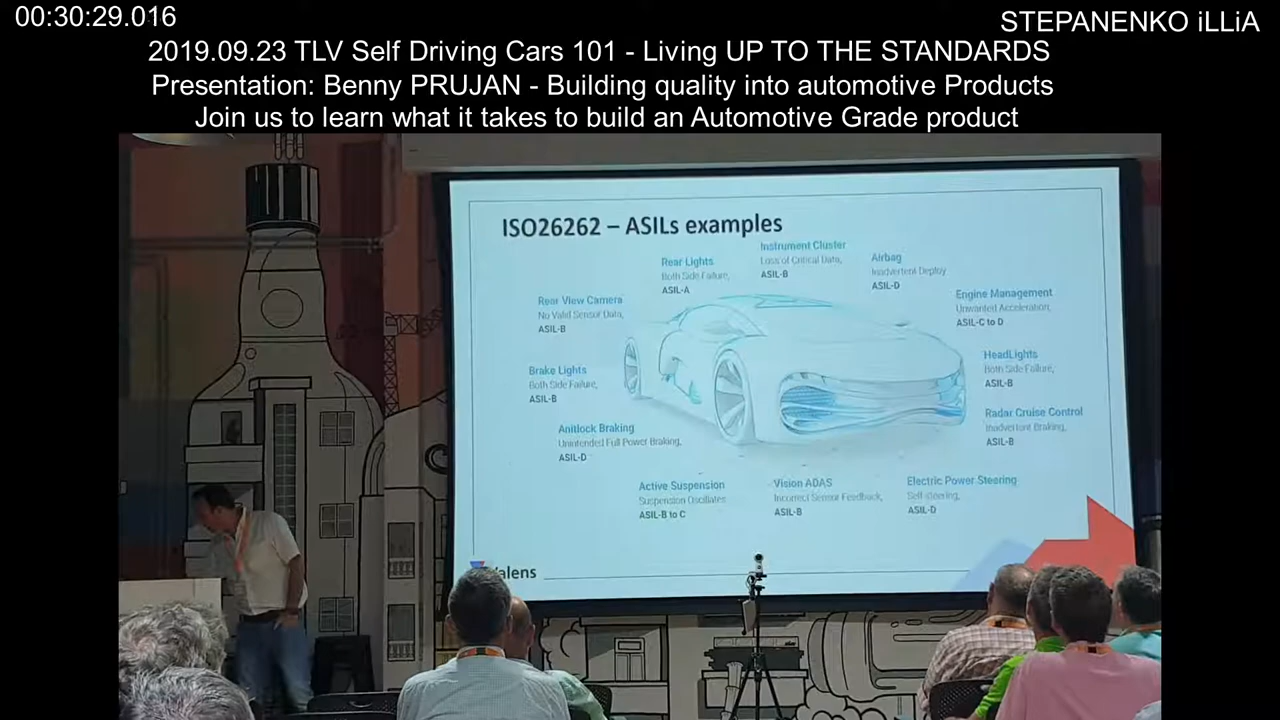 00:30:29.016
STEPANENKO iLLiA
2019.09.23 TLV Self Driving Cars 101 - Living UP TO THE STANDARDS
Presentation: Benny PRUJAN - Building quality into automotive Products
Join us to learn what it takes to build an Automotive Grade product
ISO26262 – ASILs examples
Instrument Cluster
Loss of Critical Data,
ASIL-B
Rear Lights
Both Side Failure,
ASIL-A
Airbag
Inadvertent Deploy
ASIL-D
Rear View Camera
No Valid Sensor Data,
ASIL-B
Engine Management
Unwanted Acceleration,
ASIL-C to D
Brake Lights
Both Side Failure,
ASIL-B
HeadLights
Both Side Failure,
ASIL-B
Anitlock Braking
Unintended Full Power Braking,
ASIL-D
Radar Cruise Control
Inadvertent Braking,
ASIL-B
Active Suspension
Suspension Oscillates
ASIL-B to C
Vision ADAS
Incorrect Sensor Feedback,
ASIL-B
Electric Power Steering
Self-steering,
ASIL-D
alens